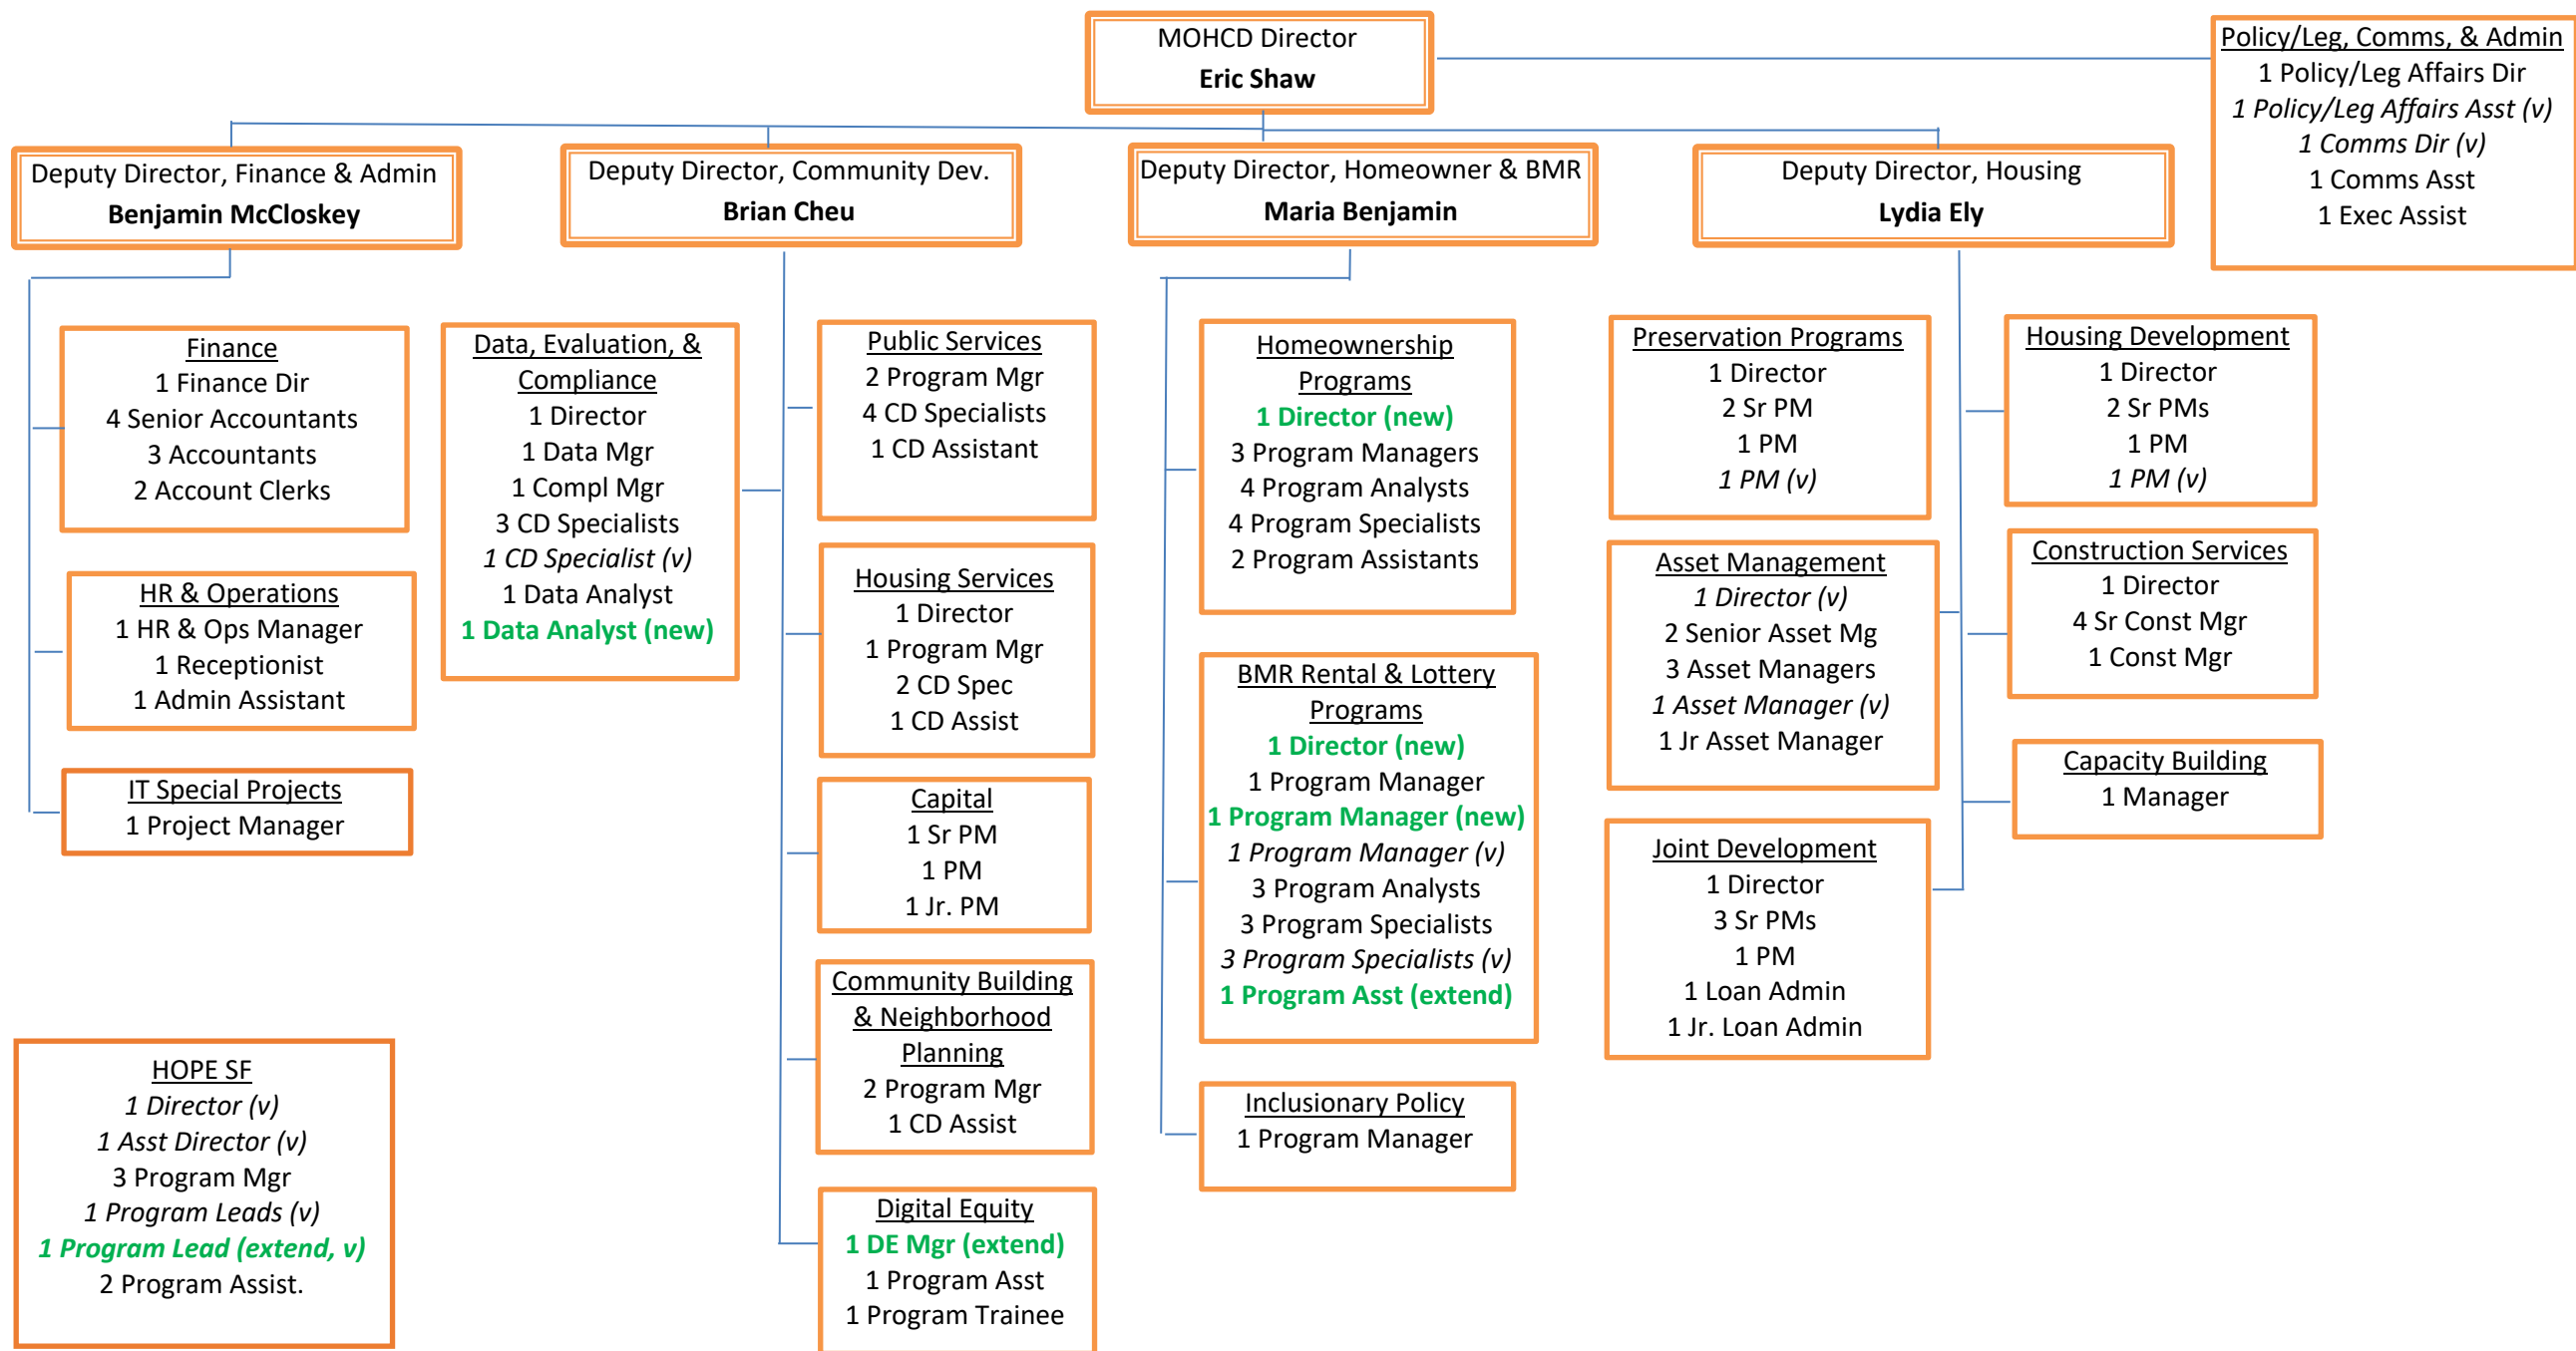 MOHCD Director
Eric Shaw
Policy/Leg, Comms, & Admin
1 Policy/Leg Affairs Dir
1 Policy/Leg Affairs Asst (v)
1 Comms Dir (v)
1 Comms Asst
1 Exec Assist
Deputy Director, Finance & Admin
Benjamin McCloskey
Deputy Director, Community Dev.
Brian Cheu
Deputy Director, Homeowner & BMR
Maria Benjamin
Deputy Director, Housing
Lydia Ely
Finance
1 Finance Dir
4 Senior Accountants
3 Accountants
2 Account Clerks
HR & Operations
1 HR & Ops Manager
1 Receptionist
1 Admin Assistant
IT Special Projects
1 Project Manager
HOPE SF
1 Director (v)
1 Asst Director (v)
3 Program Mgr
1 Program Leads (v)
1 Program Lead (extend, v)
2 Program Assist.
Data, Evaluation, &
Compliance
1 Director
1 Data Mgr
1 Compl Mgr
3 CD Specialists
1 CD Specialist (v)
1 Data Analyst
1 Data Analyst (new)
Public Services
2 Program Mgr
4 CD Specialists
1 CD Assistant
Housing Services
1 Director
1 Program Mgr
2 CD Spec
1 CD Assist
Capital
1 Sr PM
1 PM
1 Jr. PM
Community Building
& Neighborhood
Planning
2 Program Mgr
1 CD Assist
Digital Equity
1 DE Mgr (extend)
1 Program Asst
1 Program Trainee
Homeownership
Programs
1 Director (new)
3 Program Managers
4 Program Analysts
4 Program Specialists
2 Program Assistants
BMR Rental & Lottery
Programs
1 Director (new)
1 Program Manager
1 Program Manager (new)
1 Program Manager (v)
3 Program Analysts
3 Program Specialists
3 Program Specialists (v)
1 Program Asst (extend)
Inclusionary Policy
1 Program Manager
Preservation Programs
1 Director
2 Sr PM
1 PM
1 PM (v)
Asset Management
1 Director (v)
2 Senior Asset Mg
3 Asset Managers
1 Asset Manager (v)
1 Jr Asset Manager
Joint Development
1 Director
3 Sr PMs
1 PM
1 Loan Admin
1 Jr. Loan Admin
Housing Development
1 Director
2 Sr PMs
1 PM
1 PM (v)
Construction Services
1 Director
4 Sr Const Mgr
1 Const Mgr
Capacity Building
1 Manager